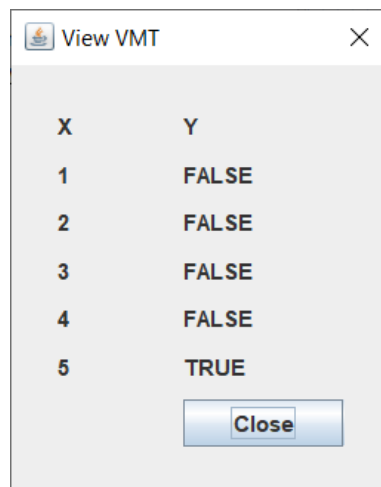 View VMT
X Y
1 FALSE
2 FALSE
3 FALSE
4 FALSE
5 TRUE
Close